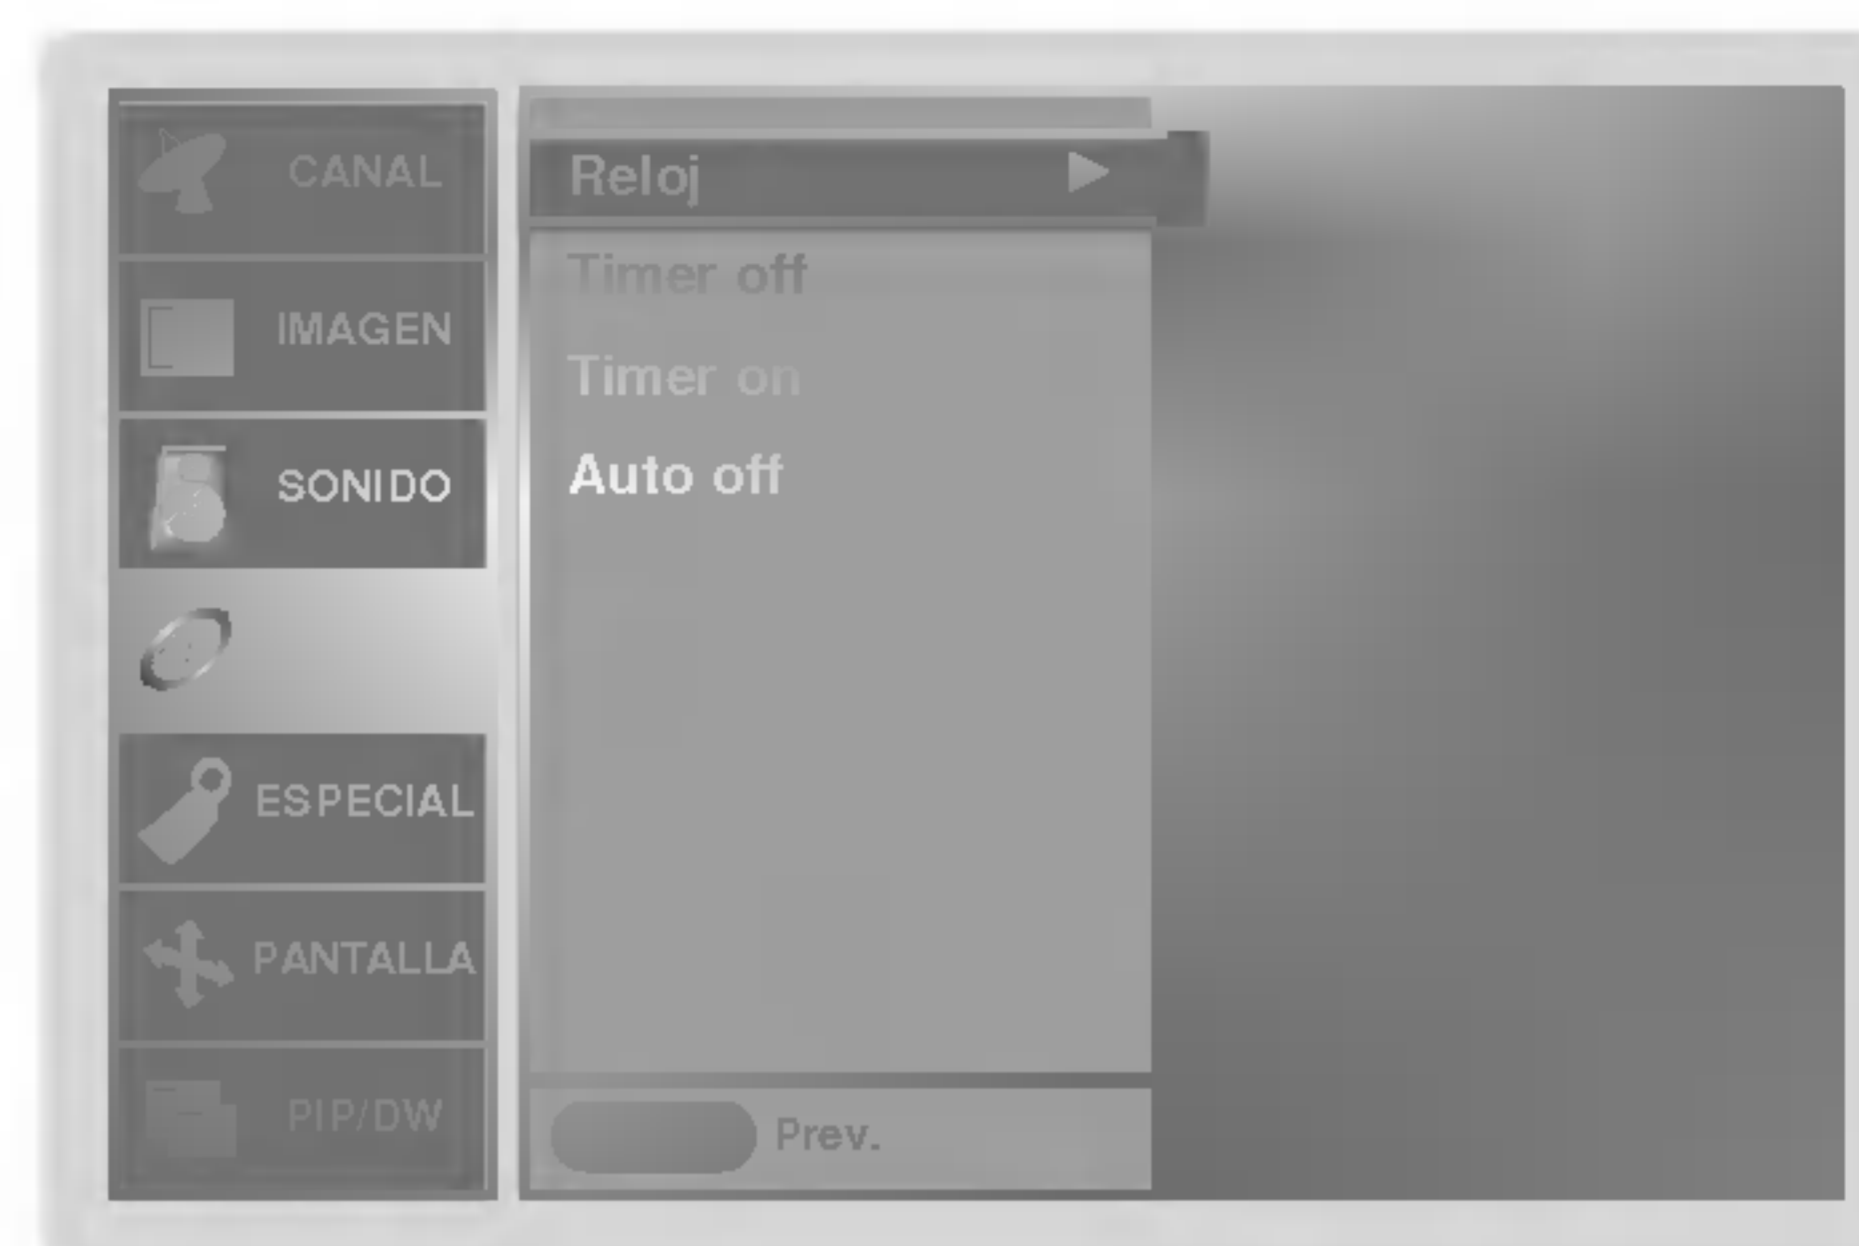 CANAL
IMAGEN
SONIDO
ESPECIAL
PANTALLA
PIP/DW
Reloj
Timer off
Timer on
Auto off
Prev.